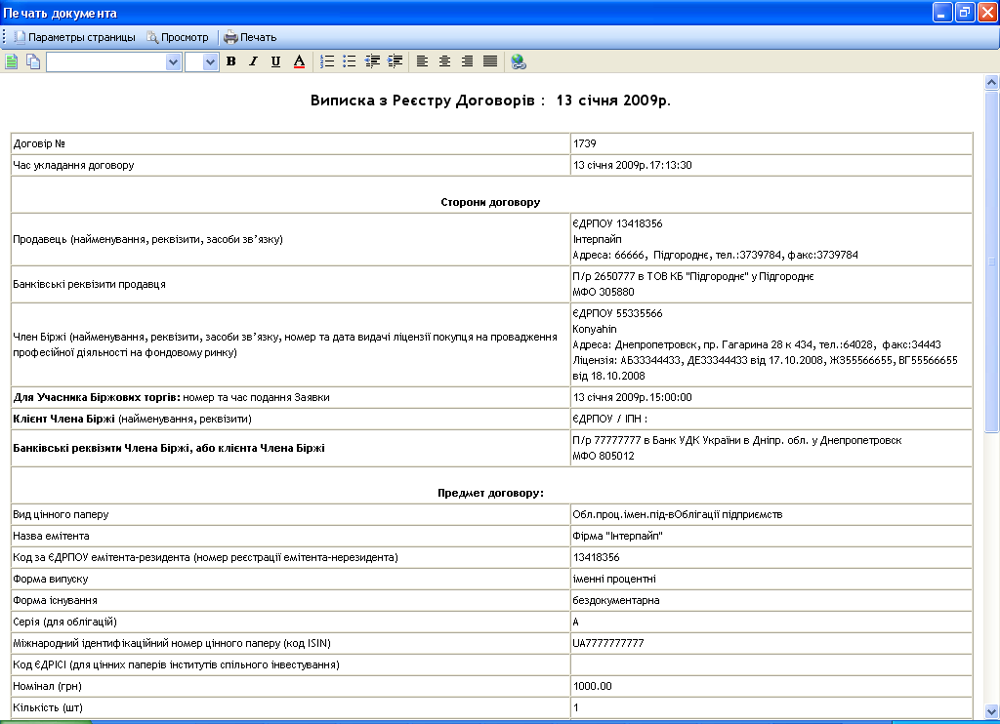 Печать документа
Параметры страницы Просмотр Печать
B I U A
Виписка з Реєстру Договорів : 13 січня 2009р.
Договір № 1739
Час укладання договору 13 січня 2009р.17:13:30
Сторони договору
Продавець (найменування, реквізити, засоби зв’язку)
ЄДРПОУ 13418356
Інтерпайп
Адреса: 66666, Підгороднє, тел.:3739784, факс:3739784
Банківські реквізити продавця
П/р 2650777 в ТОВ КБ "Підгороднє" у Підгороднє
МФО 305880
Член Біржі (найменування, реквізити, засоби зв’язку, номер та дата видачі ліцензії покупця на провадження
професійної діяльності на фондовому ринку)
ЄДРПОУ 55335566
Konyahin
Адреса: Днепропетровск, пр. Гагарина 28 к 434, тел.:64028, факс:34443
Ліцензія: АБ33344433, ДЕ33344433 від 17.10.2008, ЖЗ55566655, ВГ55566655
від 18.10.2008
Для Учасника Біржових торгів: номер та час подання Заявки 13 січня 2009р.15:00:00
Клієнт Члена Біржі (найменування, реквізити) ЄДРПОУ / ІПН :
Банківські реквізити Члена Біржі, або клієнта Члена Біржі
П/р 77777777 в Банк УДК України в Дніпр. обл. у Днепропетровск
МФО 805012
Предмет договору:
Вид цінного паперу Обл.проц.імен.під-вОблігації підприємств
Назва емітента Фірма "Інтерпайп"
Код за ЄДРПОУ емітента-резидента (номер реєстрації емітента-нерезидента) 13418356
Форма випуску іменні процентні
Форма існування бездокументарна
Серія (для облігацій) А
Міжнародний ідентифікаційний номер цінного паперу (код ISIN) UA7777777777
Код ЄДРІСІ (для цінних паперів інститутів спільного інвестування)
Номінал (грн) 1000.00
Кількість (шт) 1